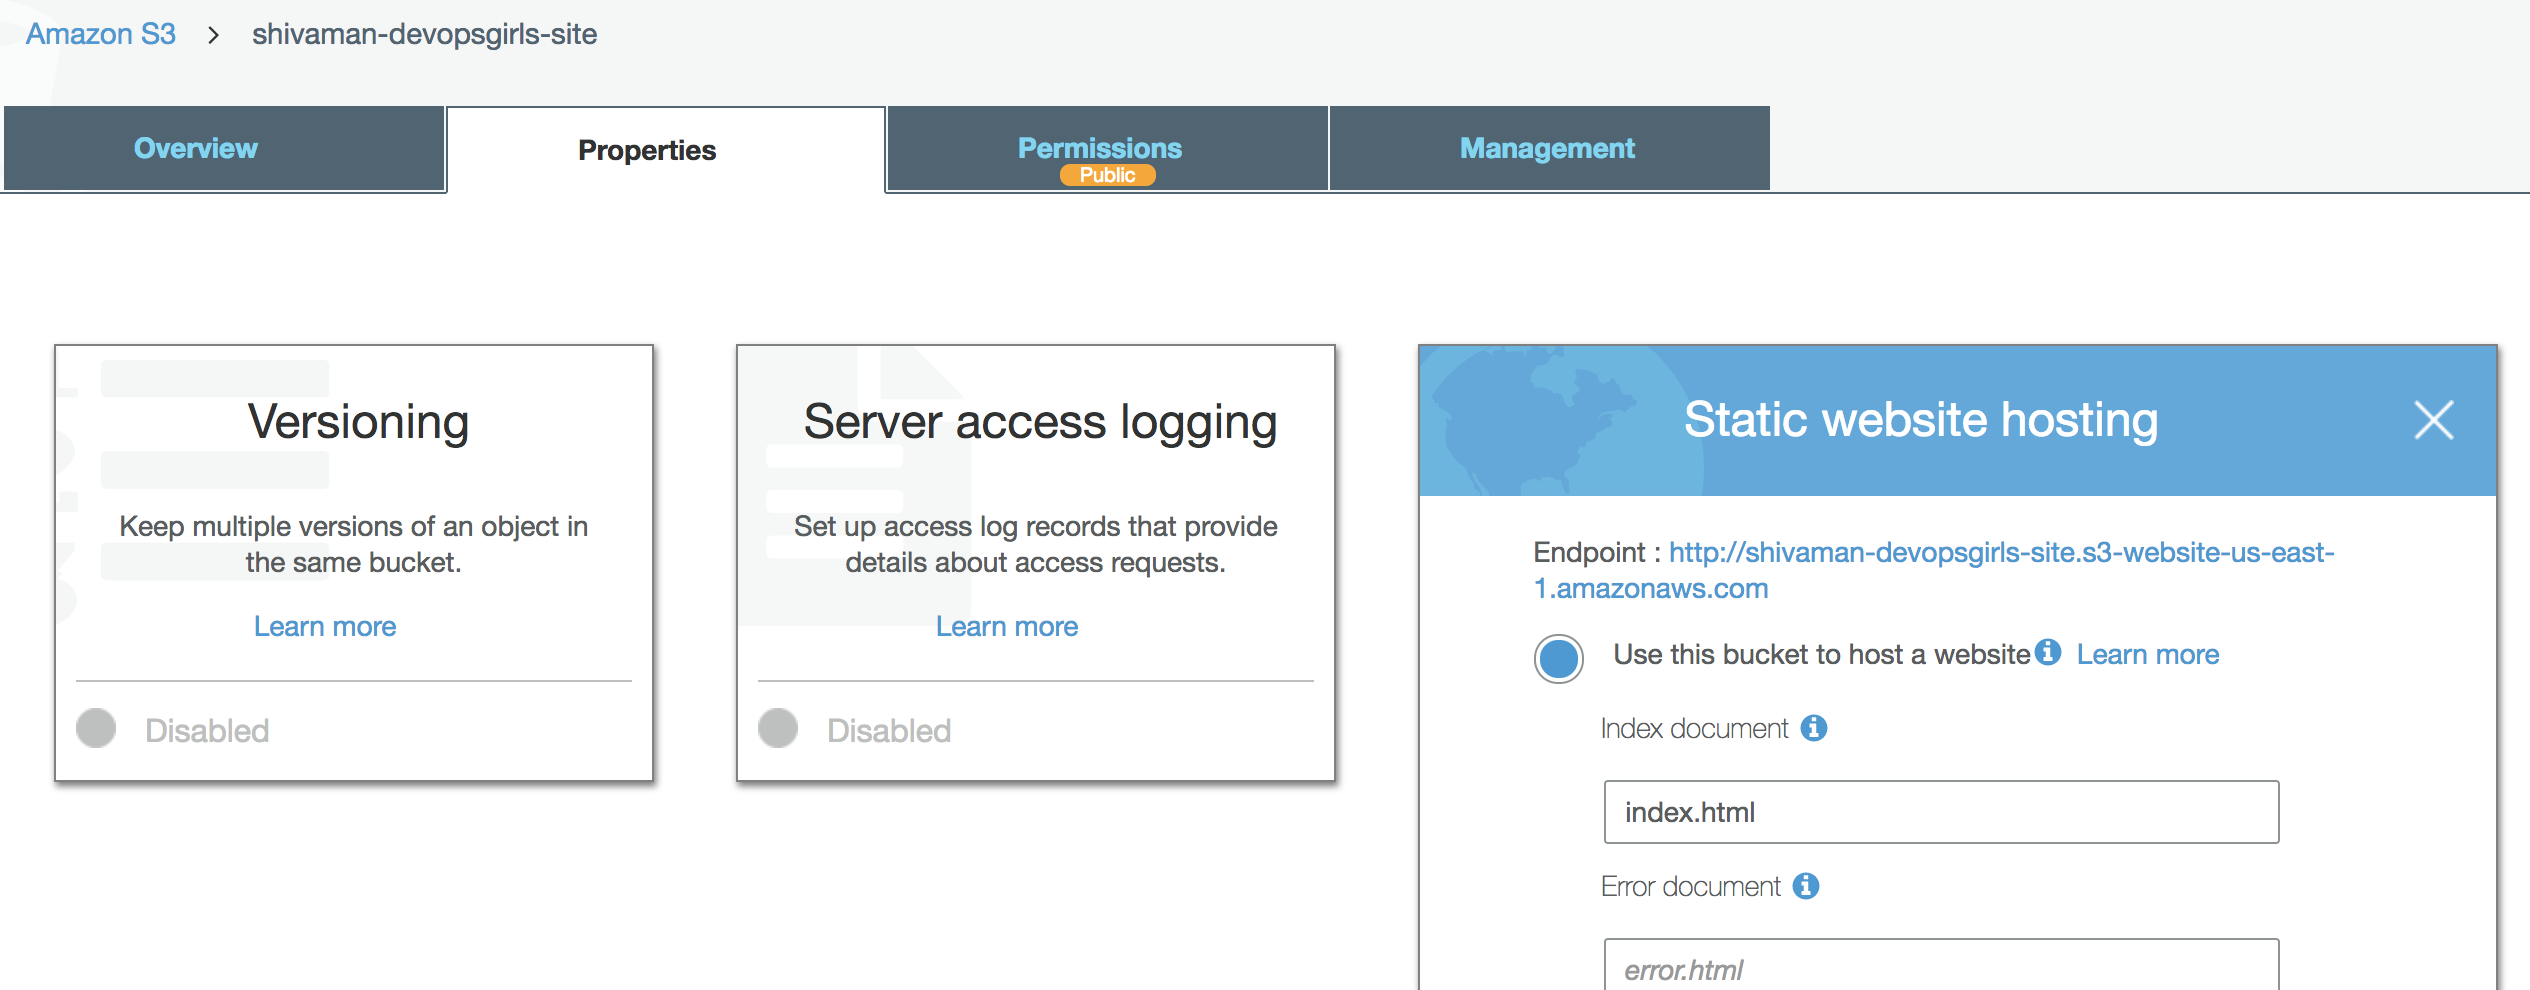 Amazon S3 > shivaman-devopsgirls-site
Overview
Properties
Permissions
Public
Management
Versioning
Keep multiple versions of an object in
the same bucket.
Learn more
Disabled
Server access logging
Set up access log records that provide
details about access requests.
Learn more
Disabled
Static website hosting
Endpoint : http://shivaman-devopsgirls-site.s3-website-us-east-
1.amazonaws.com
Use this bucket to host a website Learn more
Index document
index.html
Error document
error.html